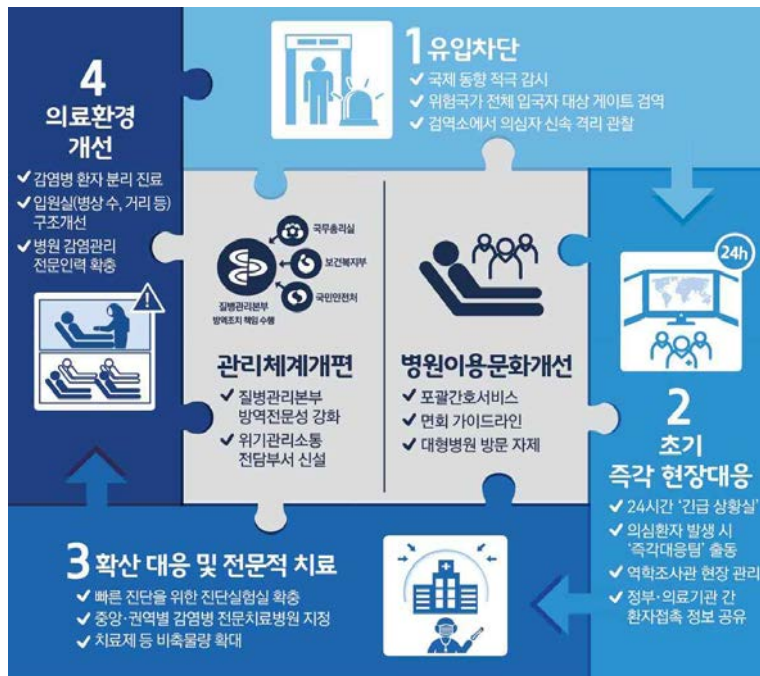 1 유입차단
✓ 국제 동향 적극 감시
✓ 위험국가 전체 입국자 대상 게이트 검역
✓ 검역소에서 의심자 신속 격리 관찰
24h
2
초기
즉각 현장대응
✓ 24시간 '긴급 상황실'
✓ 의심환자 발생 시
'즉각대응팀' 출동
✓ 역학조사관 현장 관리
✓ 정부·의료기관 간
환자접촉 정보 공유
3 확산 대응 및 전문적 치료
✓ 빠른 진단을 위한 진단실험실 확충
✓ 중앙·권역별 감염병 전문치료병원 지정
✓ 치료제 등 비축물량 확대
4
의료환경
개선
✓ 감염병 환자 분리 진료
✓ 입원실(병상 수, 거리 등)
구조개선
✓ 병원 감염관리
전문인력 확충
국무총리실
보건복지부
국민안전처
질병관리본부
방역조치 책임 수행
관리체계개편
✓ 질병관리본부
방역전문성 강화
✓ 위기관리소통
전담부서 신설
병원이용문화개선
✓ 포괄간호서비스
✓ 면회 가이드라인
✓ 대형병원 방문 자제